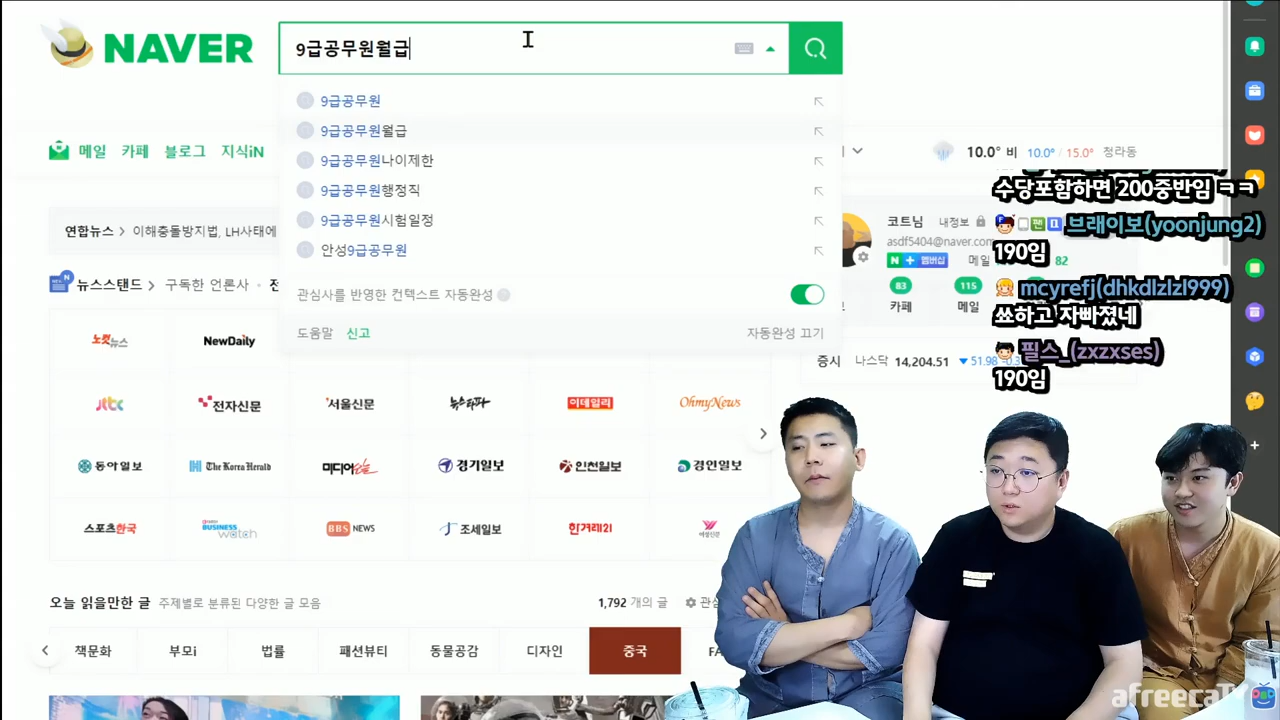 NAVER
9급공무원월급
9급공무원
9급공무원월급
9급공무원나이제한
9급공무원행정직
9급공무원시험일정
안성9급공무원
관심사를 반영한 컨텍스트 자동완성
도움말 신고 자동완성 끄기
메일 카페 블로그 지식iN
10.0° 비 10.0° / 15.0° 청라동
수당포함하면 200중반임 ㅋㅋ
연합뉴스 > 이해충돌방지법, LH사태에
코트님 내정보
팬
브래이보(yoonjung2)
190임
asdf5404@naver.com
N + 멤버십 메일 82
뉴스스탠드 > 구독한 언론사
83 115
카페 메일
mcyrefj(dhkdlzlzl999)
쑈하고 자빠졌네
필스_(zxzxses)
190임
증시 나스닥 14,204.51 ▼51.98
노컷뉴스 NewDaily
jtbc 전자신문 서울신문 뉴스타파 이데일리 OhmyNews
동아일보 The Korea Herald 미디어오늘 경기일보 인천일보 경인일보
스포츠한국 BUSINESS watch BBS NEWS 조세일보 한겨레21 여성신문
오늘 읽을만한 글 주제별로 분류된 다양한 글 모음 1,792 개의 글 관심
책문화 부모i 법률 패션뷰티 동물공감 디자인 중국 FA
afreecaTV